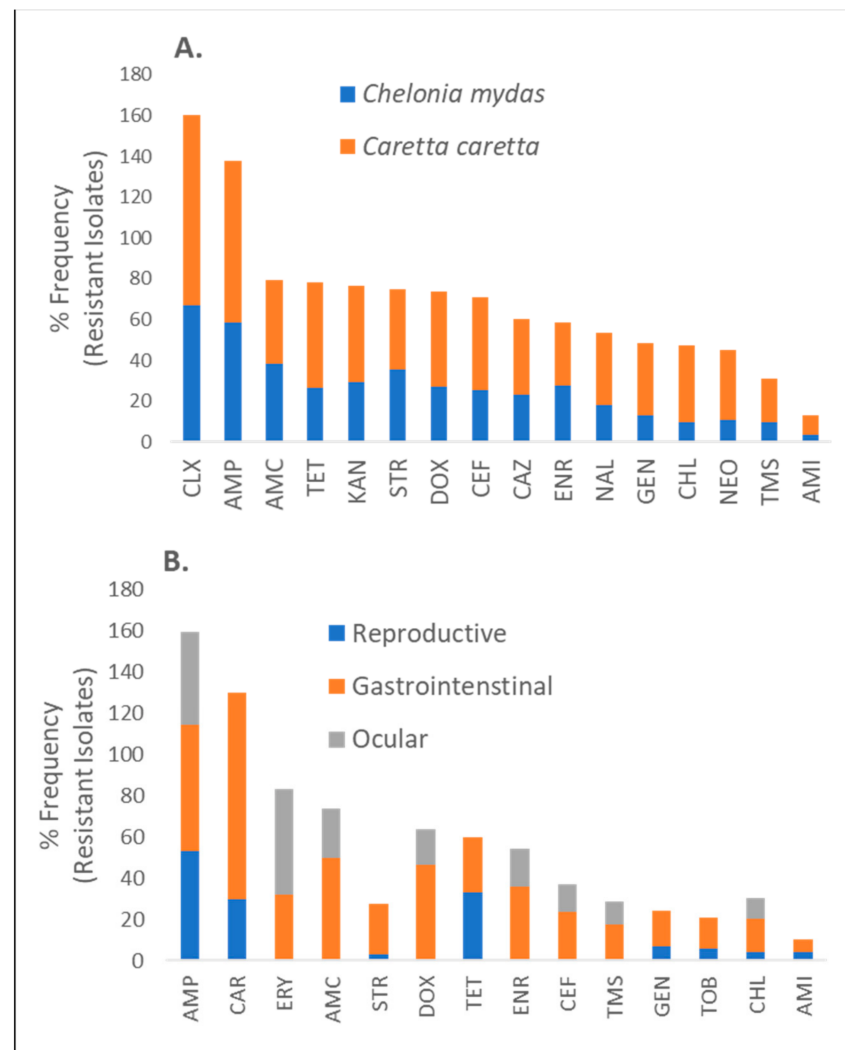 A.
180
160
140
120
100
80
60
40
20
0
% Frequency
(Resistant Isolates)
Chelonia mydas
Caretta caretta
CLX AMP AMC TET KAN STR DOX CEF CAZ ENR NAL GEN CHL NEO TMS AMI
B.
180
160
140
120
100
80
60
40
20
0
% Frequency
(Resistant Isolates)
Reproductive
Gastrointenstinal
Ocular
AMP CAR ERY AMC STR DOX TET ENR CEF TMS GEN TOB CHL AMI